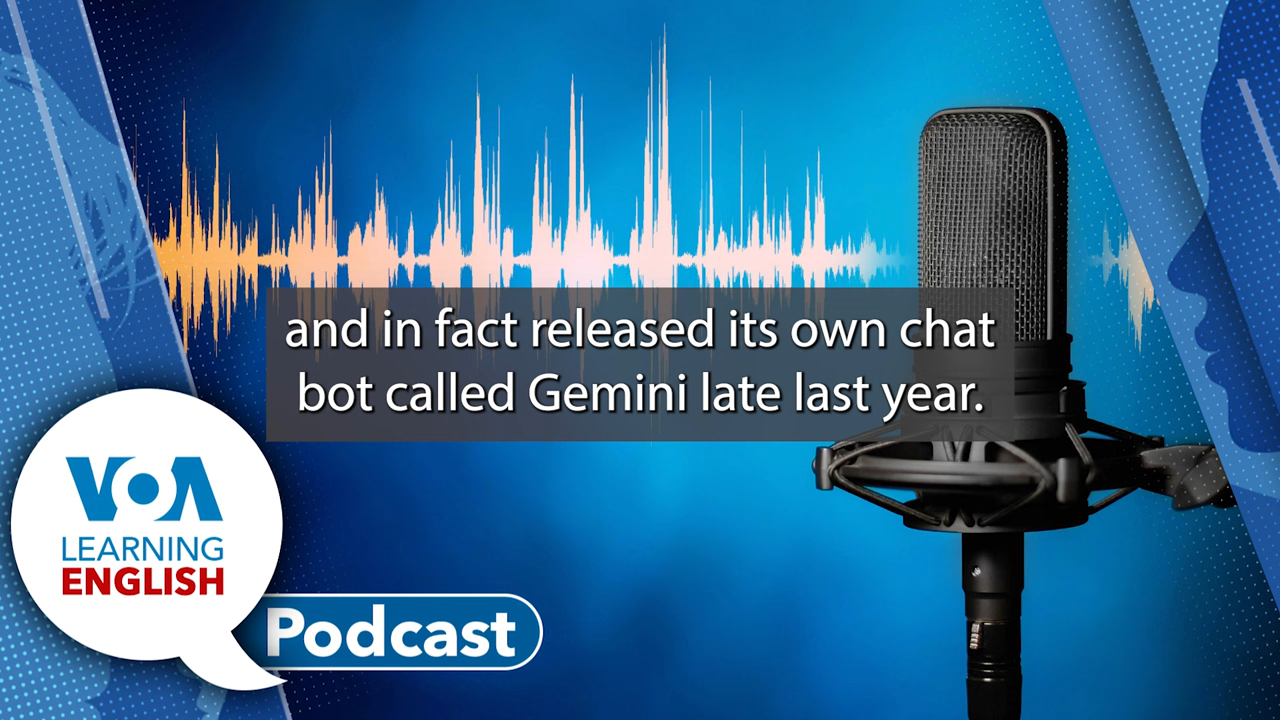 and in fact released its own chat
bot called Gemini late last year.
VOA
LEARNING
ENGLISH
Podcast